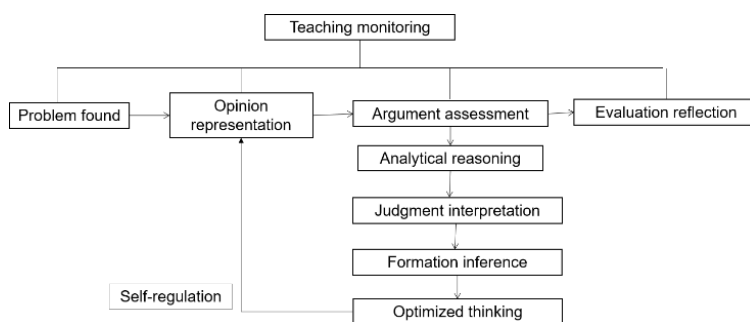 Teaching monitoring
Problem found
Opinion
representation
Argument assessment
Evaluation reflection
Analytical reasoning
Judgment interpretation
Formation inference
Self-regulation
Optimized thinking